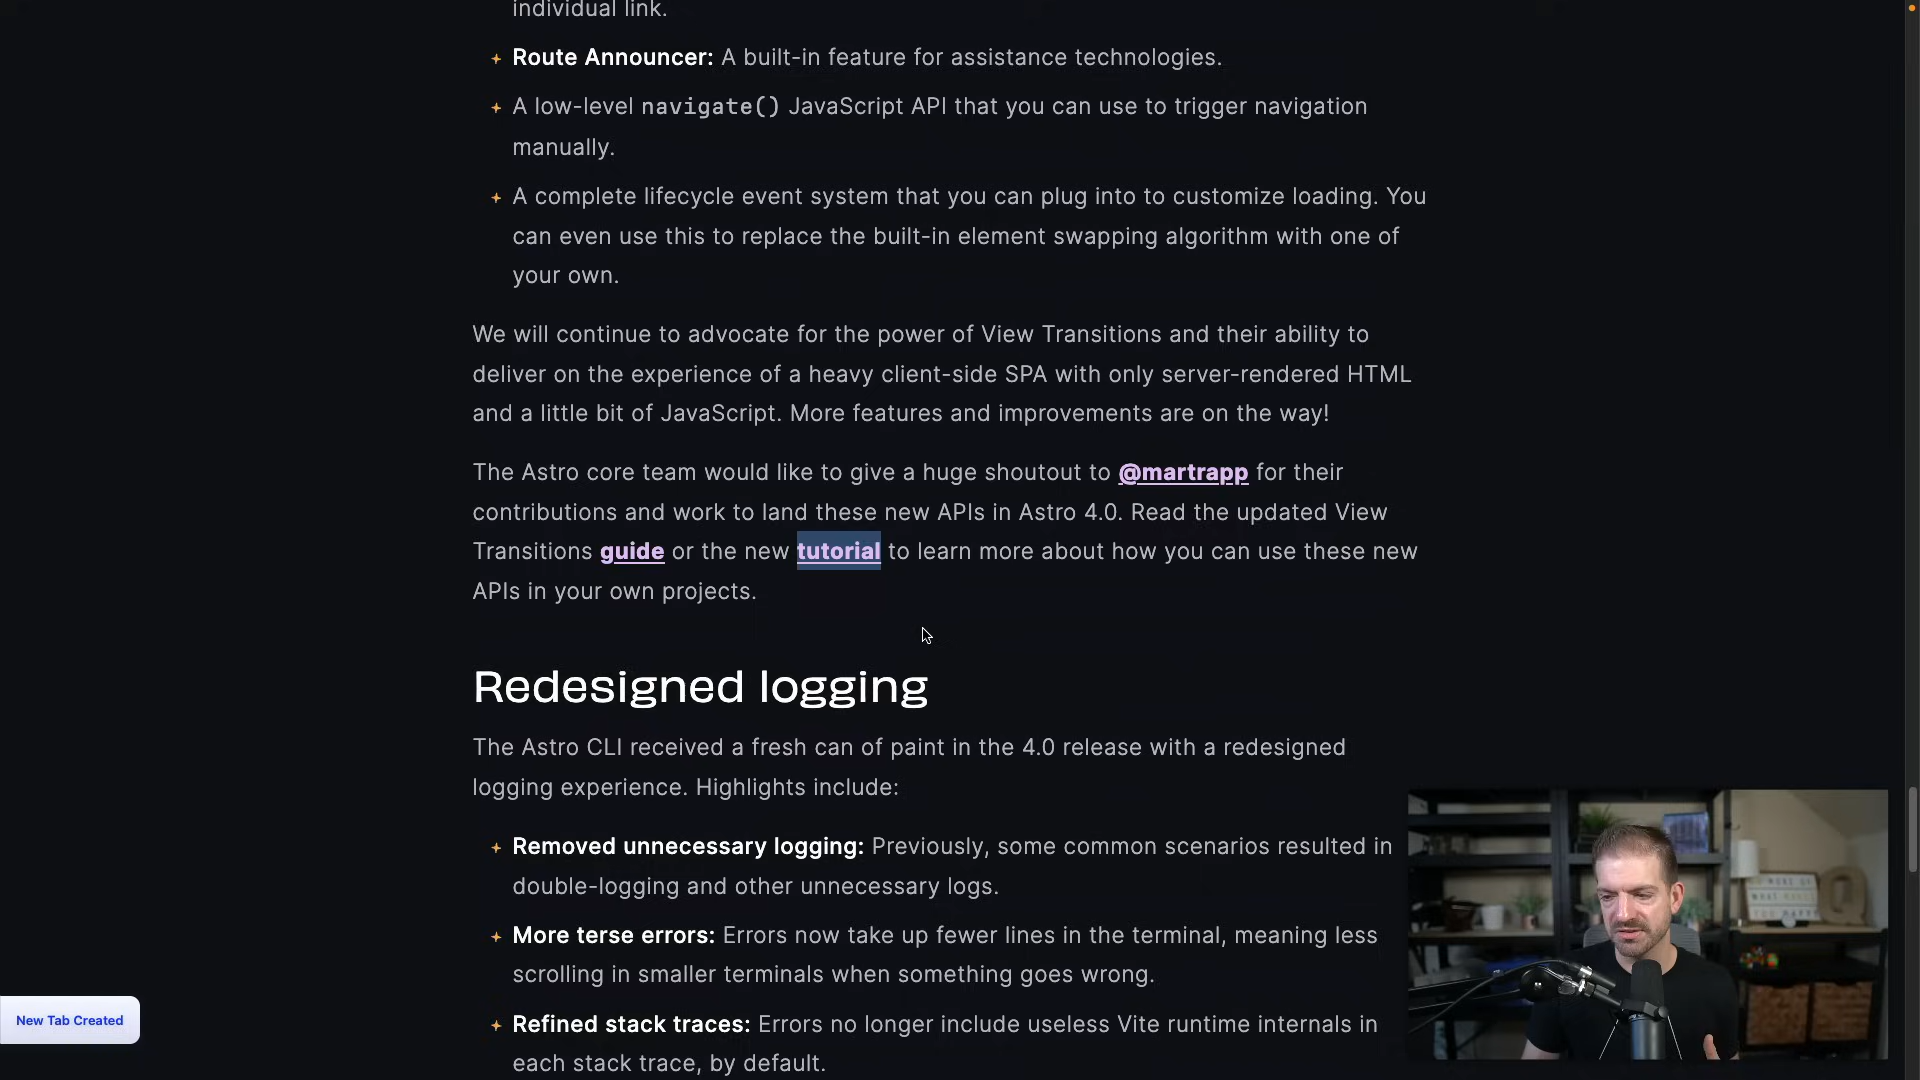 individual link.
Route Announcer: A built-in feature for assistance technologies.
A low-level navigate() JavaScript API that you can use to trigger navigation
manually.
A complete lifecycle event system that you can plug into to customize loading. You
can even use this to replace the built-in element swapping algorithm with one of
your own.
We will continue to advocate for the power of View Transitions and their ability to
deliver on the experience of a heavy client-side SPA with only server-rendered HTML
and a little bit of JavaScript. More features and improvements are on the way!
The Astro core team would like to give a huge shoutout to @martrapp for their
contributions and work to land these new APIs in Astro 4.0. Read the updated View
Transitions guide or the new tutorial to learn more about how you can use these new
APIs in your own projects.
Redesigned logging
The Astro CLI received a fresh can of paint in the 4.0 release with a redesigned
logging experience. Highlights include:
Removed unnecessary logging: Previously, some common scenarios resulted in
double-logging and other unnecessary logs.
More terse errors: Errors now take up fewer lines in the terminal, meaning less
scrolling in smaller terminals when something goes wrong.
Refined stack traces: Errors no longer include useless Vite runtime internals in
each stack trace, by default.
New Tab Created